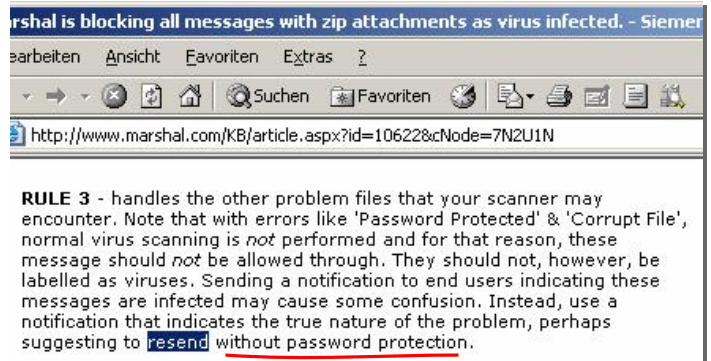 rshal is blocking all messages with zip attachments as virus infected. - Siemer
earbeiten Ansicht Favoriten Extras ?
Suchen Favoriten
http://www.marshal.com/KB/article.aspx?id=10622&cNode=7N2U1N
RULE 3 - handles the other problem files that your scanner may
encounter. Note that with errors like 'Password Protected' & 'Corrupt File',
normal virus scanning is not performed and for that reason, these
message should not be allowed through. They should not, however, be
labelled as viruses. Sending a notification to end users indicating these
messages are infected may cause some confusion. Instead, use a
notification that indicates the true nature of the problem, perhaps
suggesting to resend without password protection.